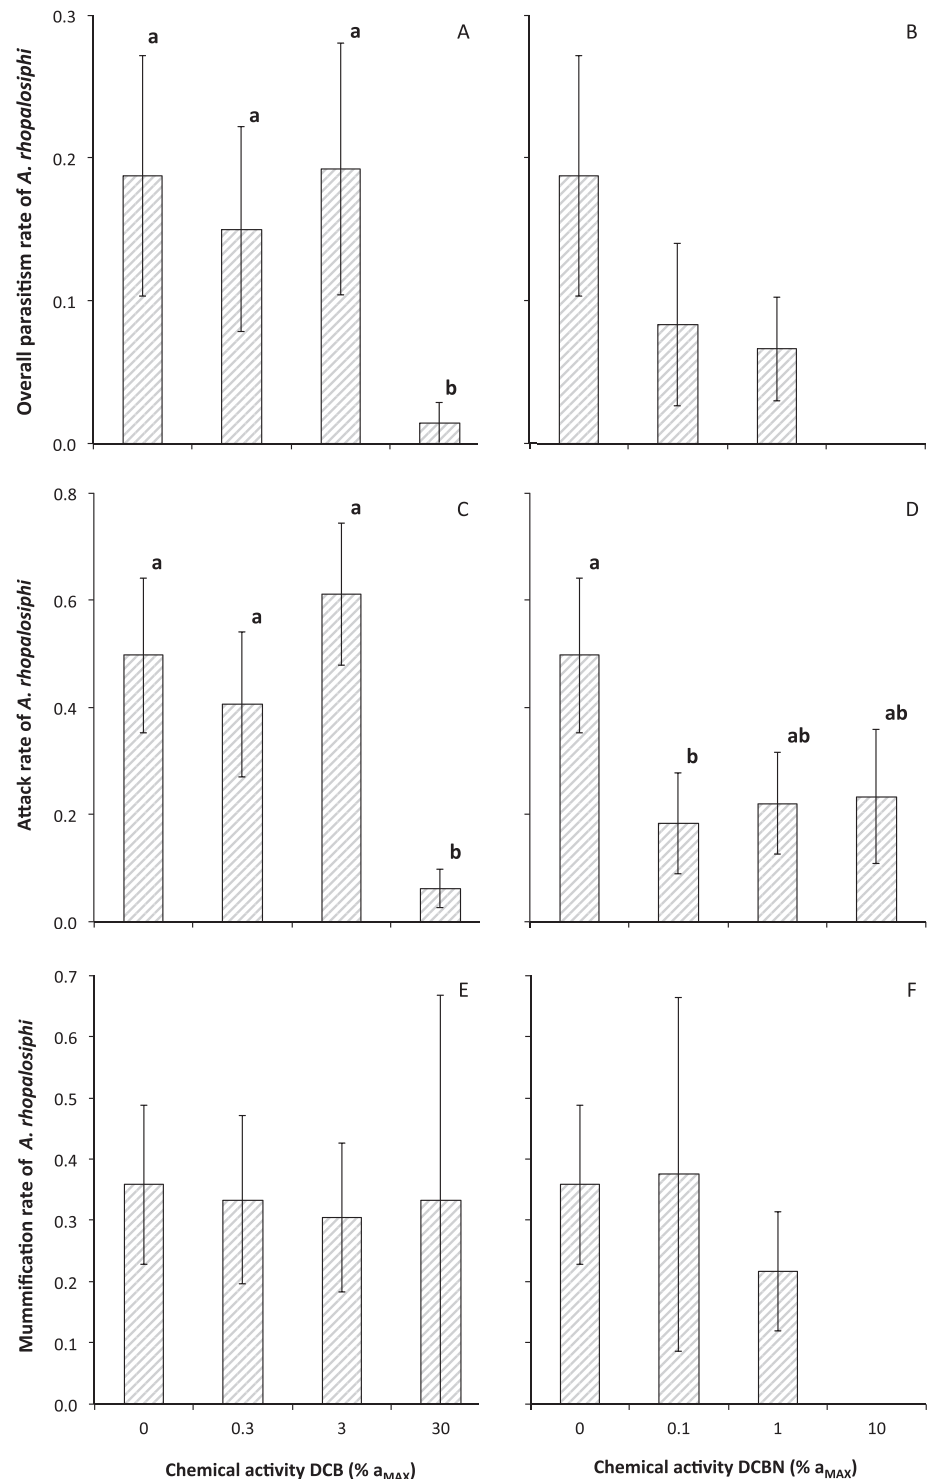 Overall parasitism rate of A. rhopalosiphi
0.3
0.2
0.1
0.0
A
a
a
a
b
B
Attack rate of A. rhopalosiphi
0.8
0.6
0.4
0.2
0.0
C
a
a
a
b
D
a
b
ab
ab
Mummification rate of A. rhopalosiphi
0.7
0.6
0.5
0.4
0.3
0.2
0.1
0.0
E
F
0 0.3 3 30
0 0.1 1 10
Chemical activity DCB (% aMAX)
Chemical activity DCBN (% aMAX)